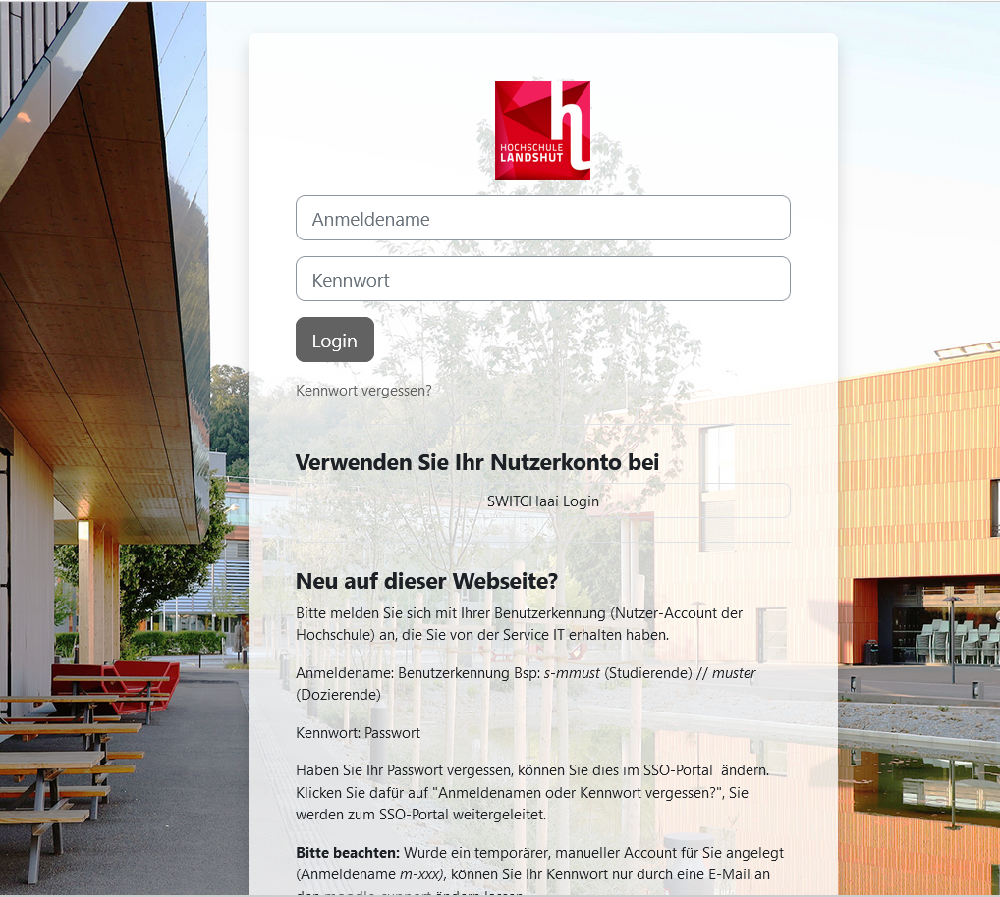 HOCHSCHULE
LANDSHUT
Anmeldename
Kennwort
Login
Kennwort vergessen?
Verwenden Sie Ihr Nutzerkonto bei
SWITCHaai Login
Neu auf dieser Webseite?
Bitte melden Sie sich mit Ihrer Benutzerkennung (Nutzer-Account der
Hochschule) an, die Sie von der Service IT erhalten haben.
Anmeldename: Benutzerkennung Bsp: s-mmust (Studierende) // muster
(Dozierende)
Kennwort: Passwort
Haben Sie Ihr Passwort vergessen, können Sie dies im SSO-Portal  ändern.
Klicken Sie dafür auf "Anmeldenamen oder Kennwort vergessen?", Sie
werden zum SSO-Portal weitergeleitet.
Bitte beachten: Wurde ein temporärer, manueller Account für Sie angelegt
(Anmeldename m-xxx), können Sie Ihr Kennwort nur durch eine E-Mail an